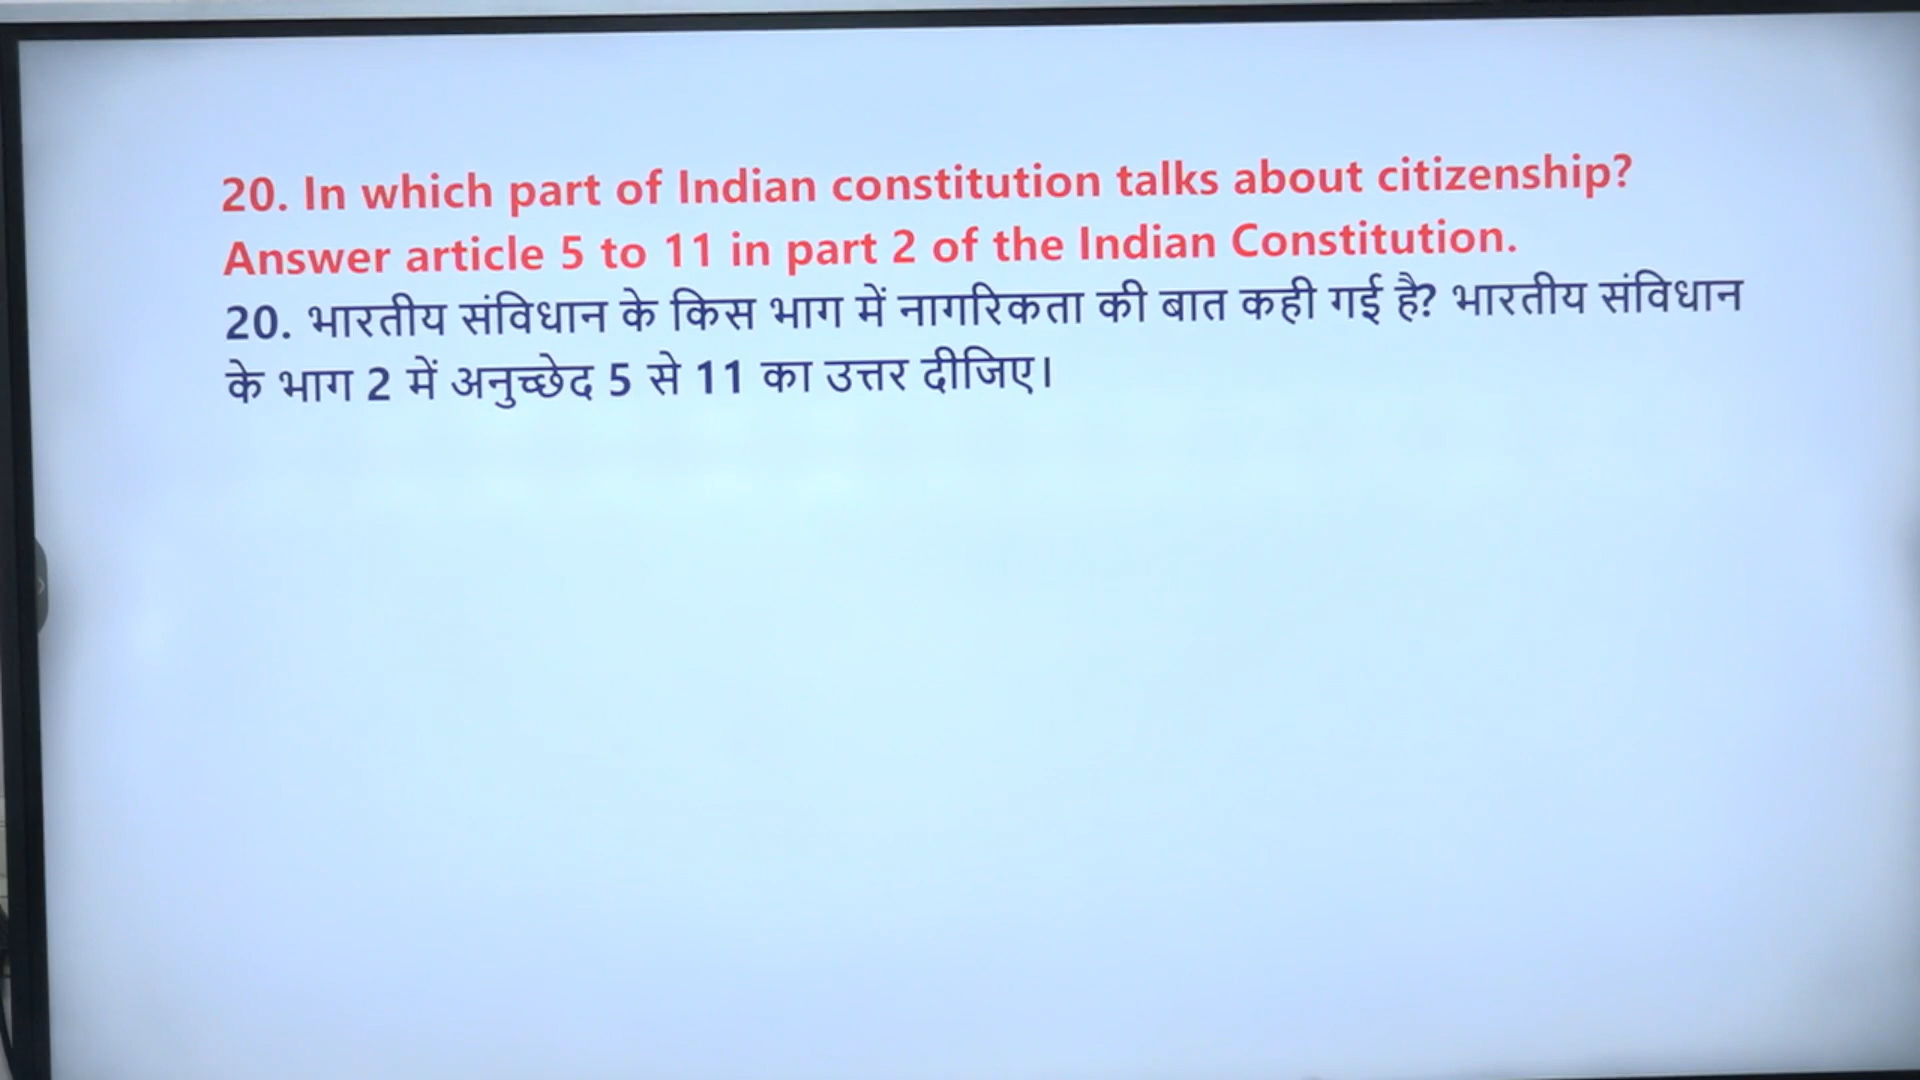 20. In which part of Indian constitution talks about citizenship?
Answer article 5 to 11 in part 2 of the Indian Constitution.
20. भारतीय संविधान के किस भाग में नागरिकता की बात कही गई है? भारतीय संविधान
के भाग 2 में अनुच्छेद 5 से 11 का उत्तर दीजिए।